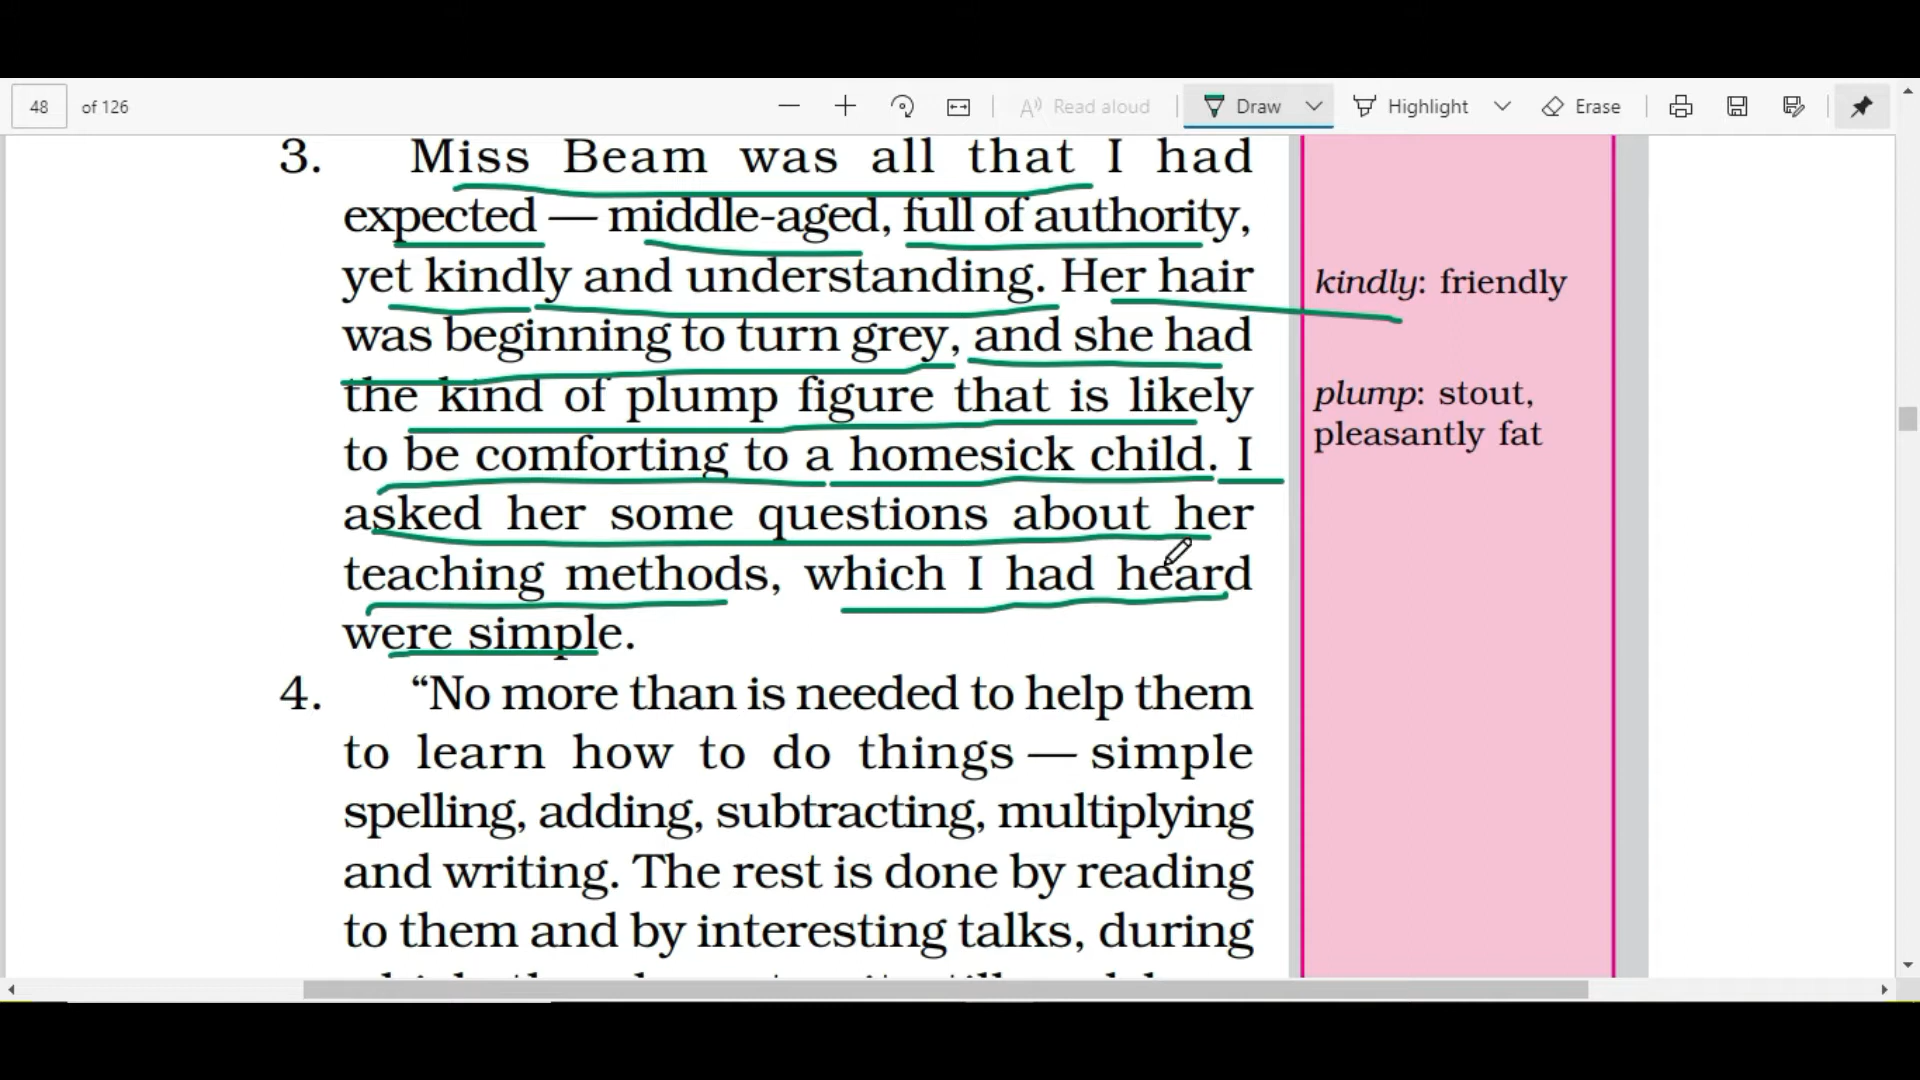 48 of 126 Read aloud Draw Highlight Erase
3. Miss Beam was all that I had
expected — middle-aged, full of authority,
yet kindly and understanding. Her hair
was beginning to turn grey, and she had
the kind of plump figure that is likely
to be comforting to a homesick child. I
asked her some questions about her
teaching methods, which I had heard
were simple.
4. “No more than is needed to help them
to learn how to do things — simple
spelling, adding, subtracting, multiplying
and writing. The rest is done by reading
to them and by interesting talks, during
kindly: friendly
plump: stout,
pleasantly fat